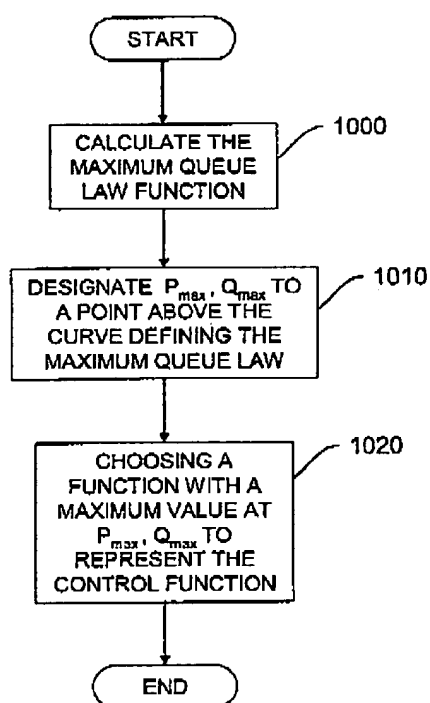 START
CALCULATE THE
MAXIMUM QUEUE
LAW FUNCTION
1000
DESIGNATE Pmax, Qmax TO
A POINT ABOVE THE
CURVE DEFINING THE
MAXIMUM QUEUE LAW
1010
CHOOSING A
FUNCTION WITH A
MAXIMUM VALUE AT
Pmax, Qmax TO
REPRESENT THE
CONTROL FUNCTION
1020
END